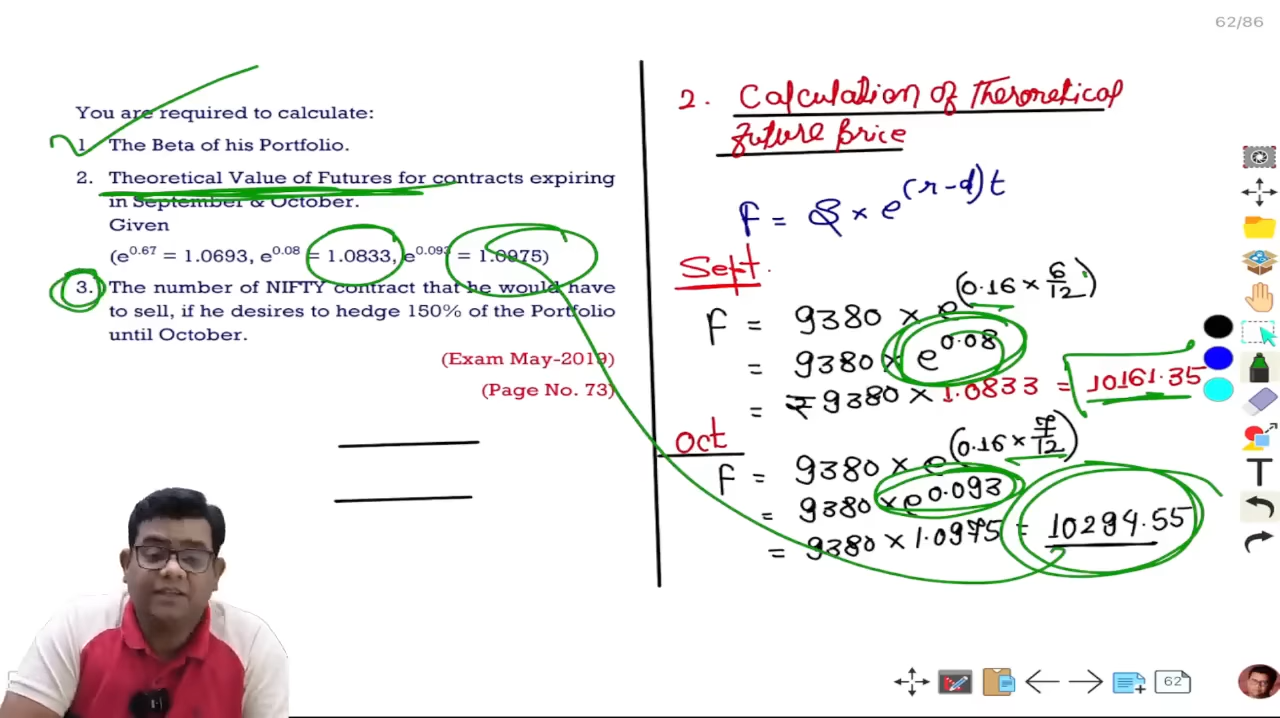 62/86
You are required to calculate:
1. The Beta of his Portfolio.
2. Theoretical Value of Futures for contracts expiring
in September & October.
Given
(e^0.67 = 1.0693, e^0.08 = 1.0833, e^0.093 = 1.0975)
3. The number of NIFTY contract that he would have
to sell, if he desires to hedge 150% of the Portfolio
until October.
(Exam May-2019)
(Page No. 73)
2. Calculation of Theoretical
Future Price
F = S × e^(r-d)t
Sept.
F = 9380 × e^(0.16 × 6/12)
= 9380 × e^0.08
= ₹ 9380 × 1.0833 = 10161.35
Oct
F = 9380 × e^(0.16 × 7/12)
= 9380 × e^0.093
= 9380 × 1.0975 = 10294.55
T
62